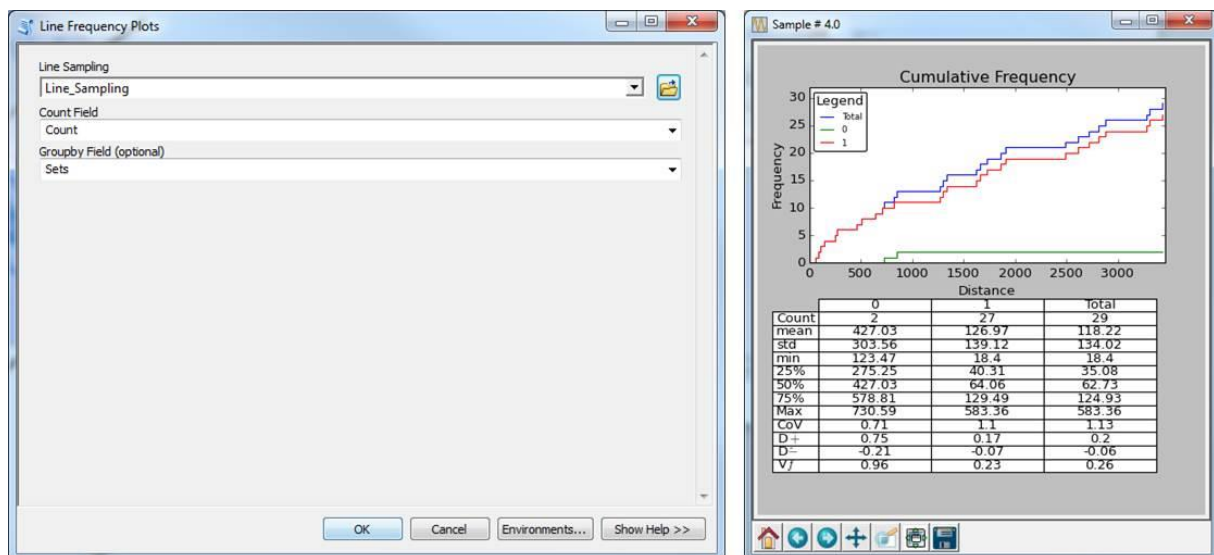 Line Frequency Plots
Line Sampling
Line_Sampling
Count Field
Count
Groupby Field (optional)
Sets
OK Cancel Environments... Show Help >>
Sample # 4.0
Cumulative Frequency
Legend
Total
0
1
Frequency
30
25
20
15
10
5
0
0 500 1000 1500 2000 2500 3000
Distance
0 1 Total
Count 2 27 29
mean 427.03 126.97 118.22
std 303.56 139.12 134.02
min 123.47 18.4 18.4
25% 275.25 40.31 35.08
50% 427.03 64.06 62.73
75% 578.81 129.49 124.93
Max 730.59 583.36 583.36
CoV 0.71 1.1 1.13
D+ 0.75 0.17 0.2
D- -0.21 -0.07 -0.06
Vf 0.96 0.23 0.26